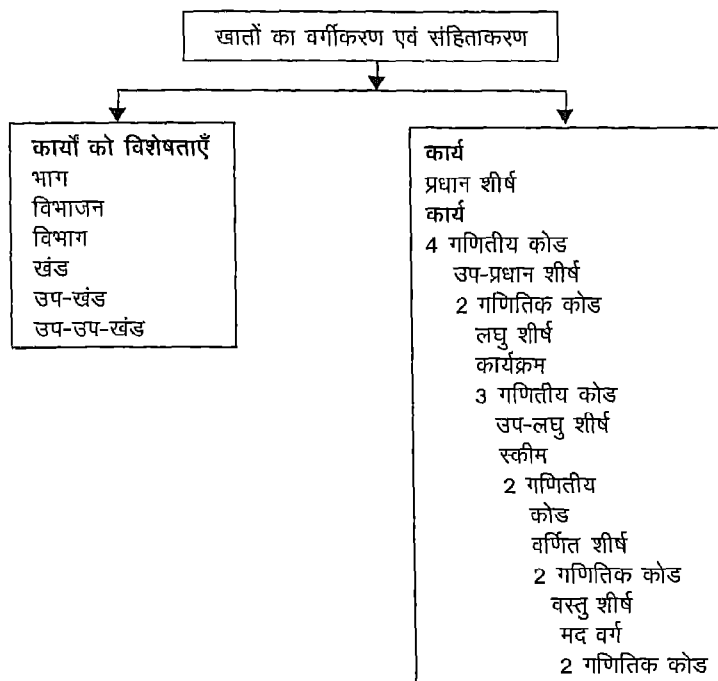 खातों का वर्गीकरण एवं संहिताकरण
कार्यों को विशेषताएँ
भाग
विभाजन
विभाग
खंड
उप-खंड
उप-उप-खंड
कार्य
प्रधान शीर्ष
कार्य
4 गणितीय कोड
उप-प्रधान शीर्ष
2 गणितिक कोड
लघु शीर्ष
कार्यक्रम
3 गणितीय कोड
उप-लघु शीर्ष
स्कीम
2 गणितीय
कोड
वर्णित शीर्ष
2 गणितिक कोड
वस्तु शीर्ष
मद वर्ग
2 गणितिक कोड